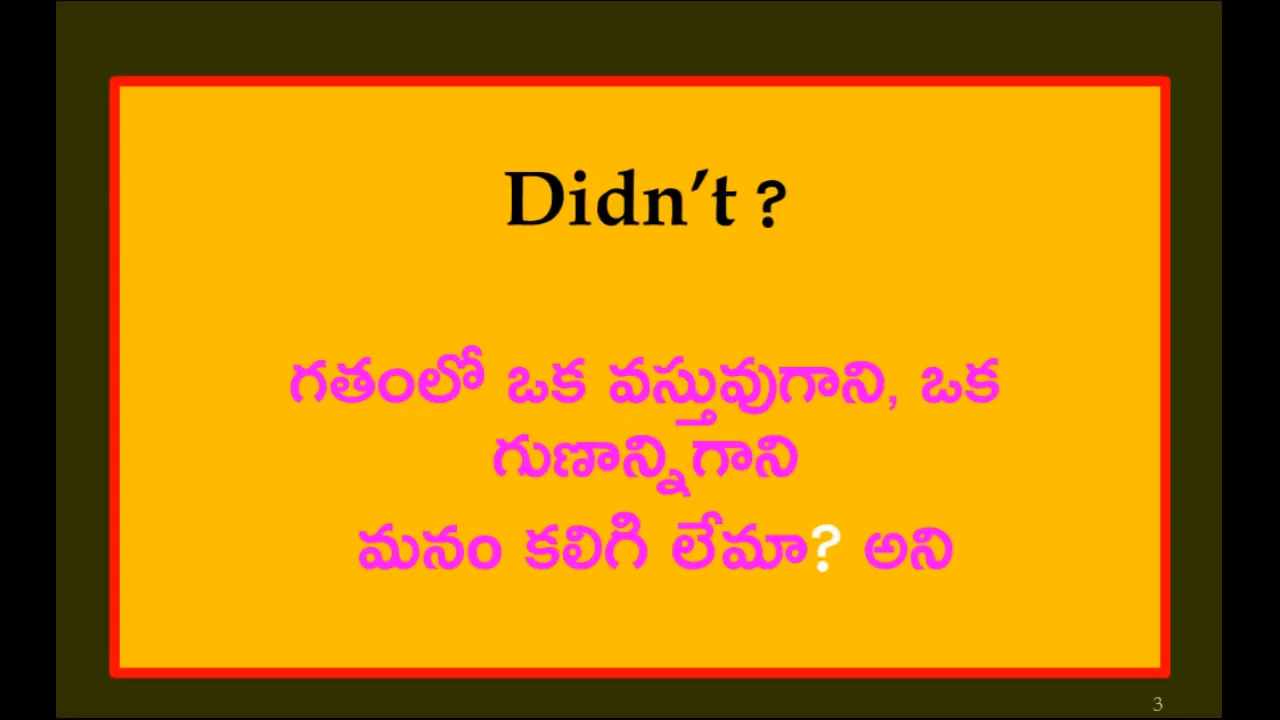 Didn't ?
గతంలో ఒక వస్తువుగాని, ఒక
గుణాన్నిగాని
మనం కలిగి లేమా? అని
3